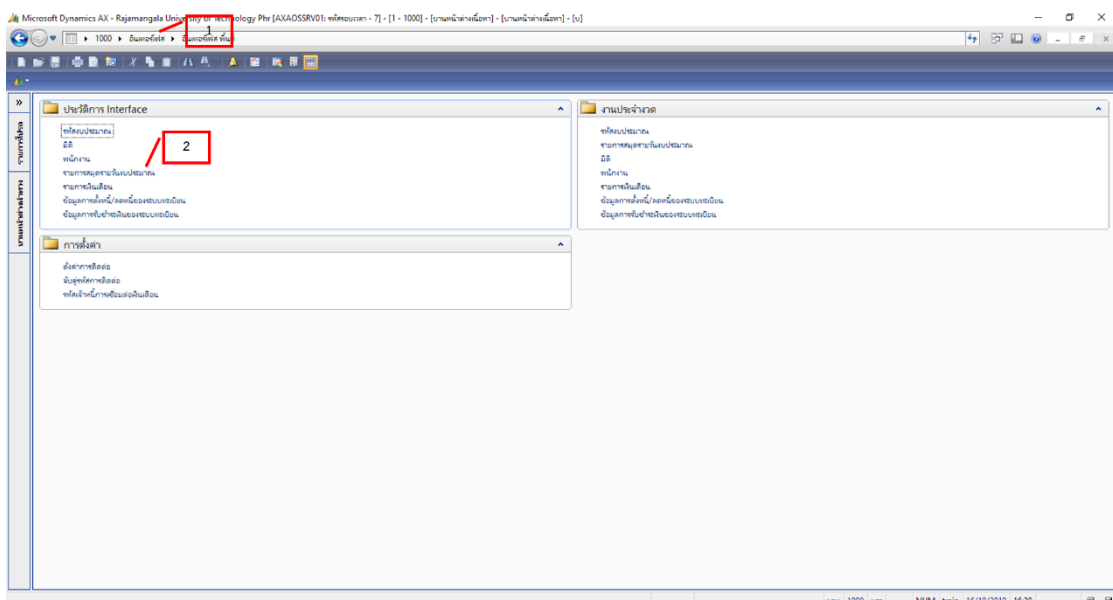 Microsoft Dynamics AX - Rajamangala University of Technology Phr [AXAOSSRV01: รหัสรอบเวลา - 7] - [1 - 1000] - [บานหน้าต่างเนื้อหา] - [บานหน้าต่างเนื้อหา] - [u]
1000 อินเทอร์เฟส อินเทอร์เฟส พื้นที่
1
»
ประวัติการ Interface
รหัสงบประมาณ
มิติ
พนักงาน
รายการสมุดรายวันงบประมาณ
รายการเงินเดือน
ข้อมูลการตั้งหนี้/ลดหนี้ของระบบทะเบียน
ข้อมูลการรับชำระเงินของระบบทะเบียน
2
งานประจำงวด
รหัสงบประมาณ
รายการสมุดรายวันงบประมาณ
มิติ
พนักงาน
รายการเงินเดือน
ข้อมูลการตั้งหนี้/ลดหนี้ของระบบทะเบียน
ข้อมูลการรับชำระเงินของระบบทะเบียน
การตั้งค่า
ตั้งค่าการติดต่อ
จับคู่รหัสการติดต่อ
รหัสเจ้าหนี้การเชื่อมต่อเงินเดือน
รายการโปรด
บานหน้าต่างนำทาง
1000
NUM